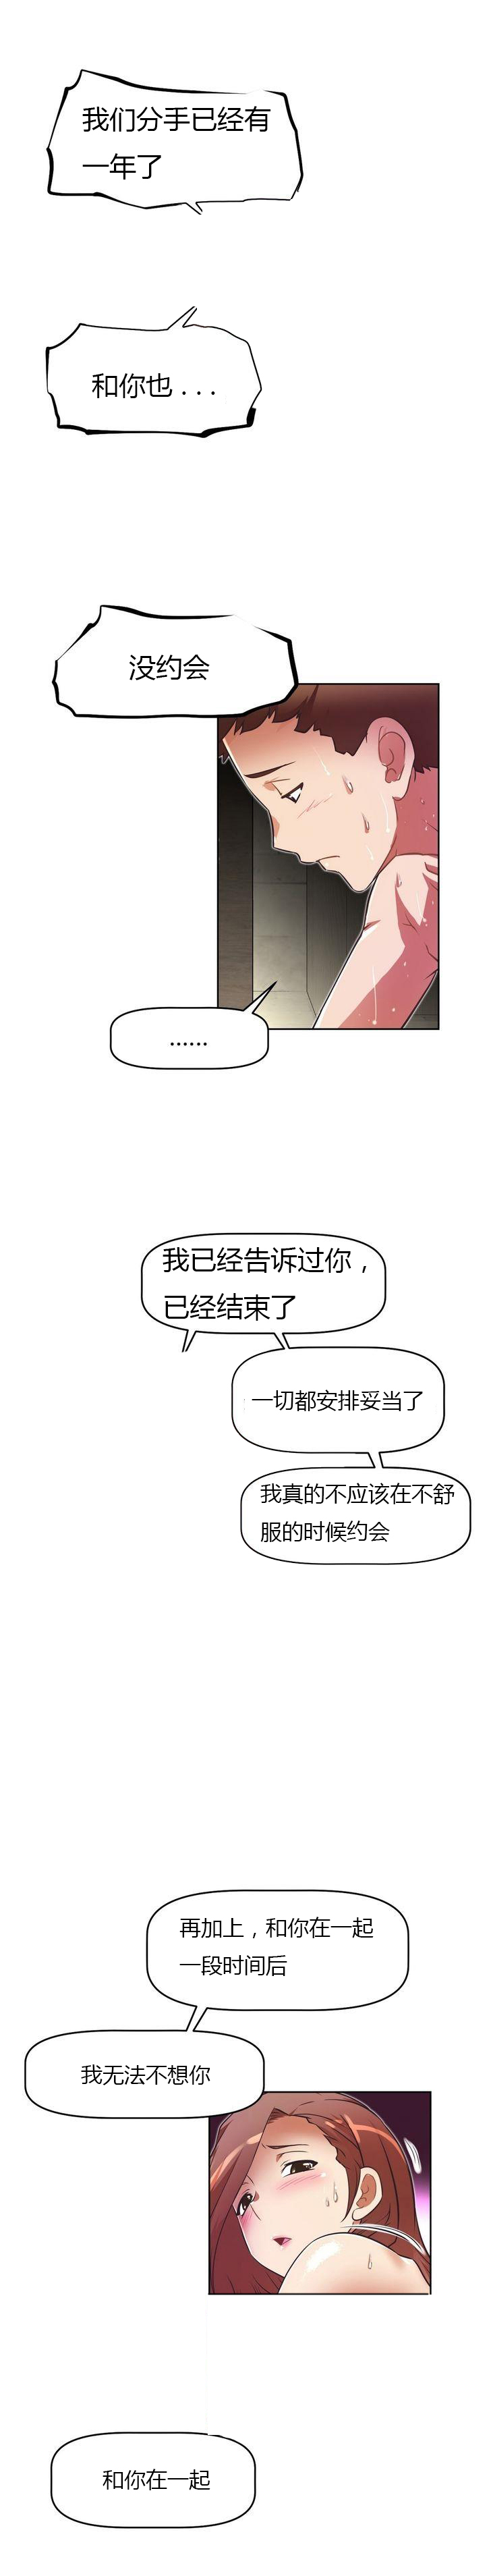 我们分手已经有
一年了
和你也...
没约会
......
我已经告诉过你，
已经结束了
一切都安排妥当了
我真的不应该在不舒
服的时候约会
再加上，和你在一起
一段时间后
我无法不想你
和你在一起